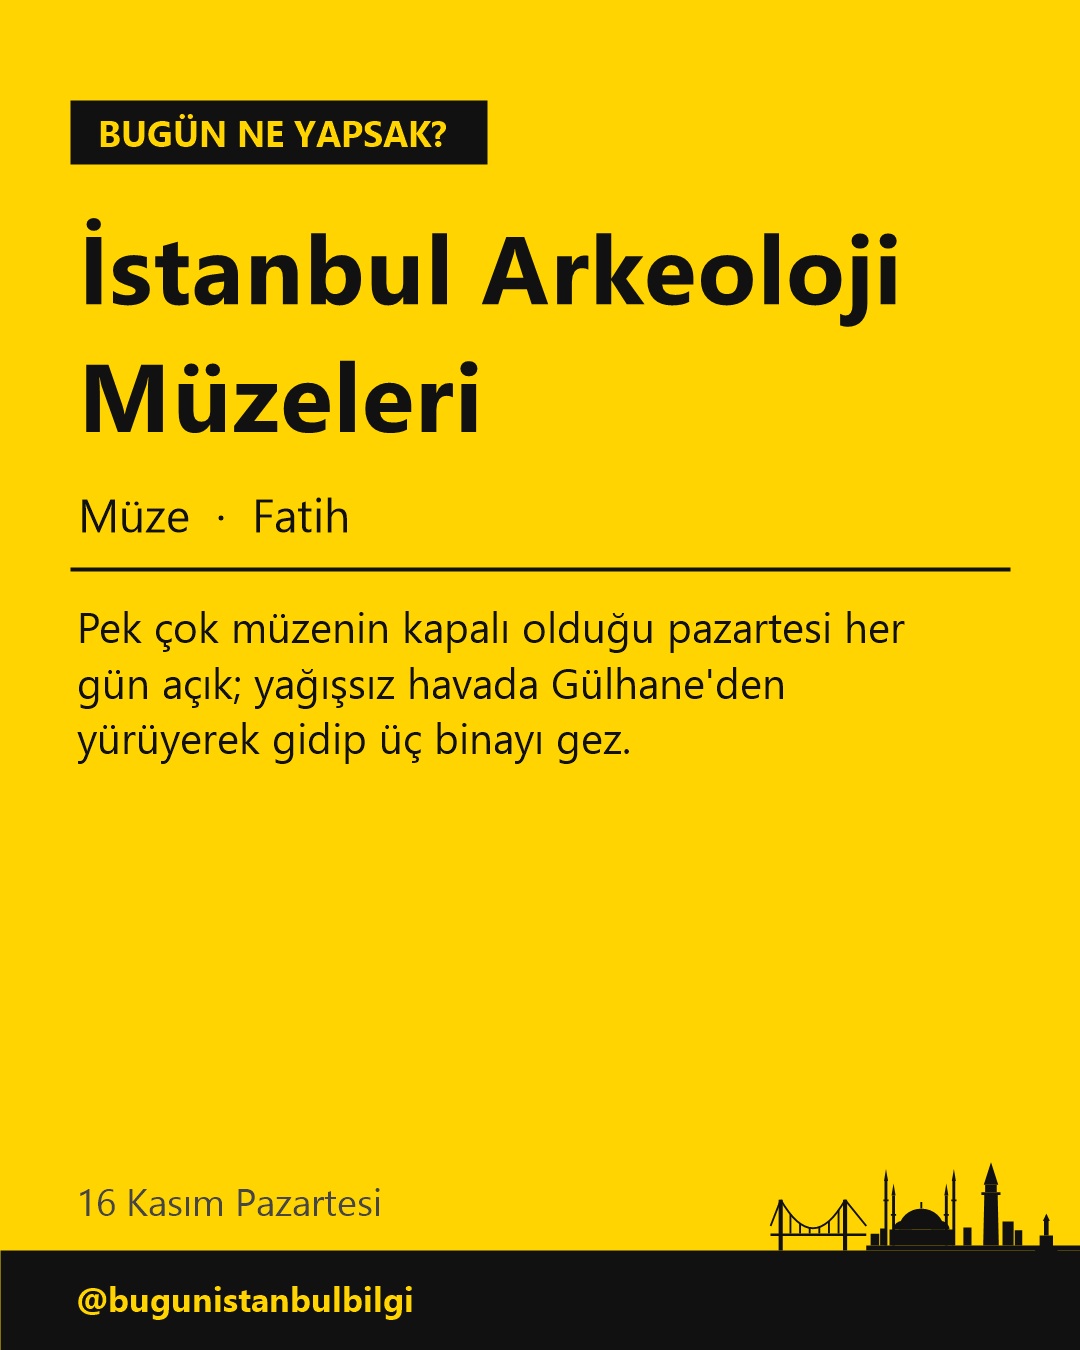 BUGÜN NE YAPSAK?
İstanbul Arkeoloji
Müzeleri
Müze · Fatih
Pek çok müzenin kapalı olduğu pazartesi her
gün açık; yağışsız havada Gülhane'den
yürüyerek gidip üç binayı gez.
16 Kasım Pazartesi
@bugunistanbulbilgi